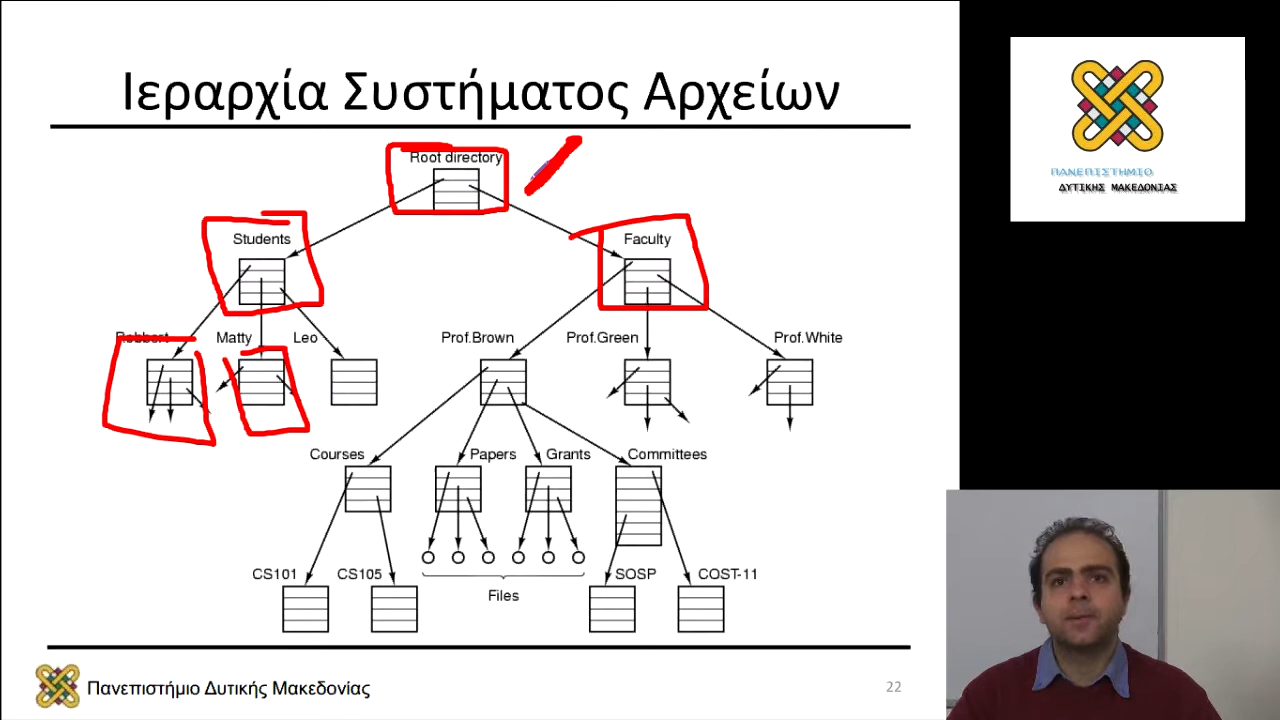 Ιεραρχία Συστήματος Αρχείων
Root directory
Students
Faculty
Robbert
Matty
Leo
Prof.Brown
Prof.Green
Prof.White
Courses
Papers
Grants
Committees
CS101
CS105
SOSP
COST-11
Files
Πανεπιστήμιο Δυτικής Μακεδονίας
22
ΠΑΝΕΠΙΣΤΗΜΙΟ
ΔΥΤΙΚΗΣ ΜΑΚΕΔΟΝΙΑΣ